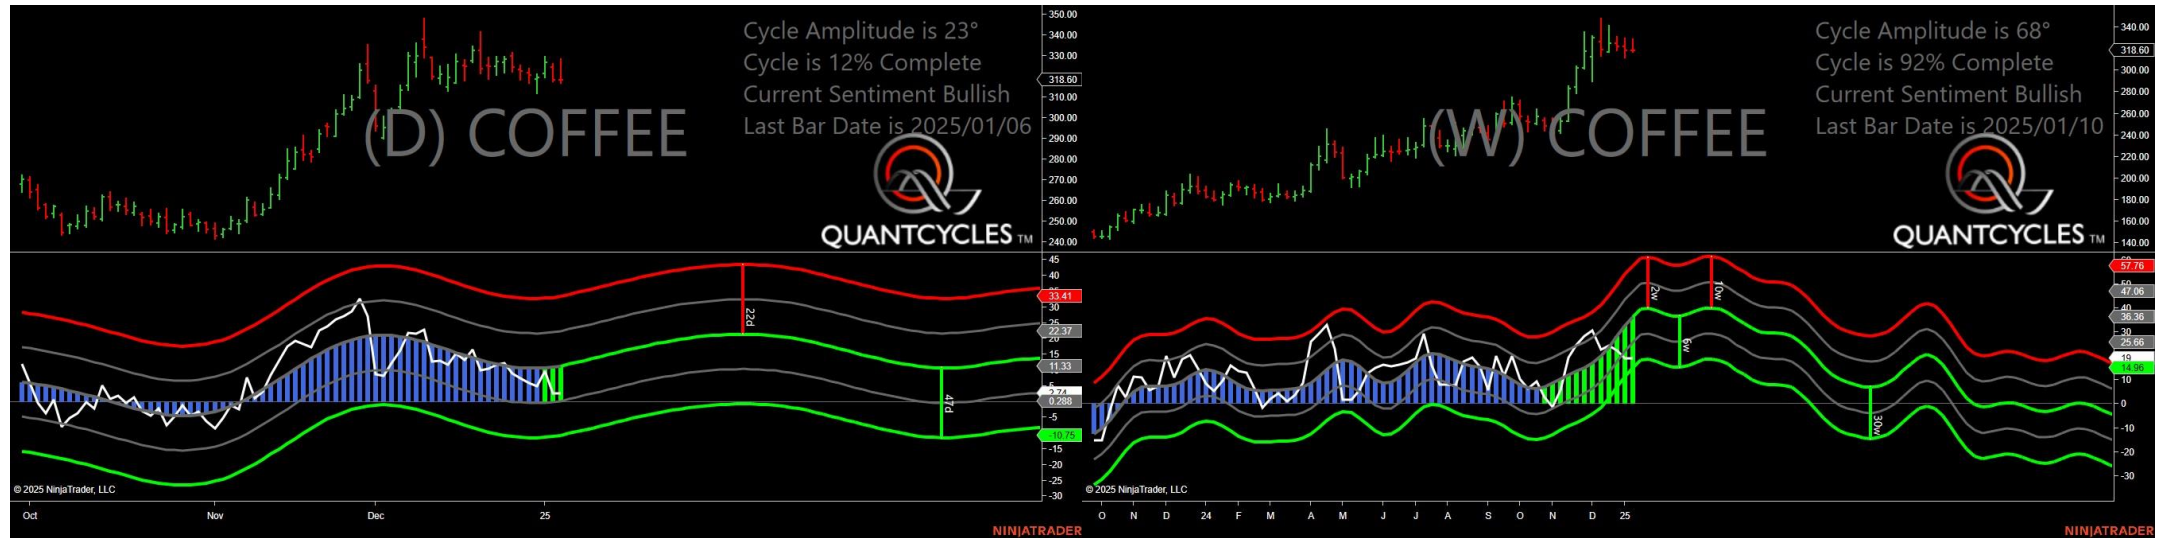 Cycle Amplitude is 23°
Cycle is 12% Complete
Current Sentiment Bullish
Last Bar Date is 2025/01/06
(D) COFFEE
QUANTCYCLES TM
350.00
340.00
330.00
318.60
310.00
300.00
290.00
280.00
270.00
260.00
250.00
240.00
45
40
33.41
30
25
22.37
20
15
11.33
5
0.288
-5
-10.75
-15
-20
-25
-30
22d
47d
© 2025 NinjaTrader, LLC
Oct Nov Dec 25
NINJATRADER
Cycle Amplitude is 68°
Cycle is 92% Complete
Current Sentiment Bullish
Last Bar Date is 2025/01/10
(W) COFFEE
QUANTCYCLES TM
340.00
318.60
300.00
280.00
260.00
240.00
220.00
200.00
180.00
160.00
140.00
57.76
47.06
36.36
30
25.66
19
14.96
10
0
-10
-20
-30
2w
10w
6w
30w
© 2025 NinjaTrader, LLC
O N D 24 F M A M J J A S O N D 25
NINJATRADER